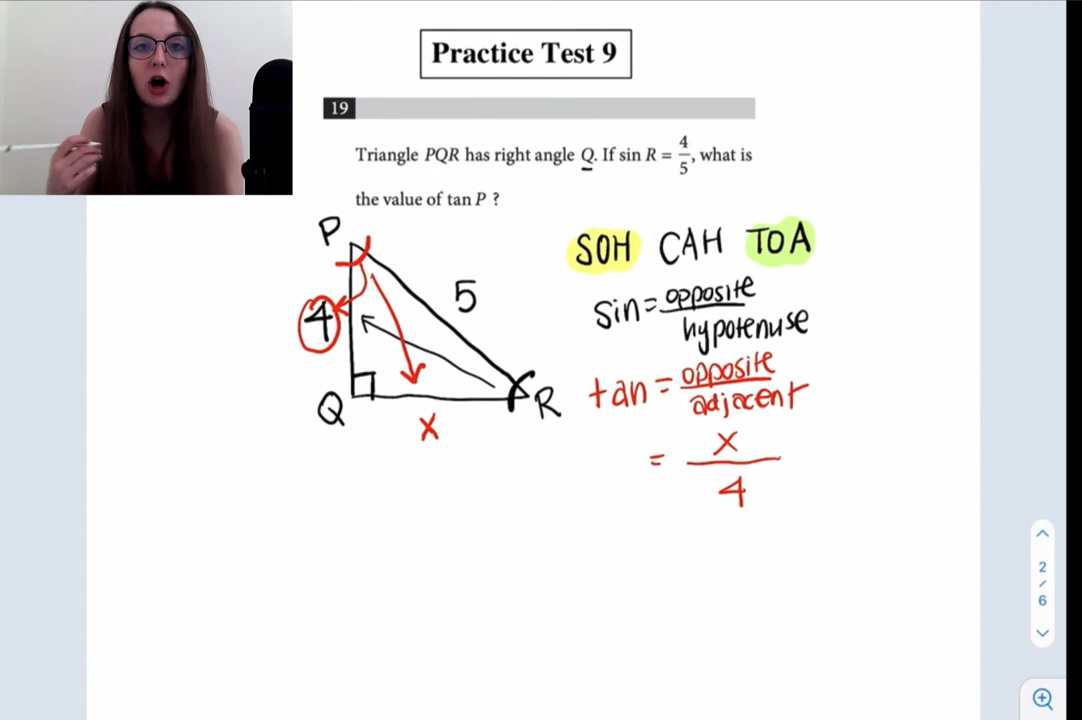 Practice Test 9
19
Triangle PQR has right angle Q. If sin R = 4/5, what is
the value of tan P ?
P
SOH CAH TOA
5
sin = opposite
hypotenuse
4
tan = opposite
adjacent
Q
R
x
= x
4
2
/
6